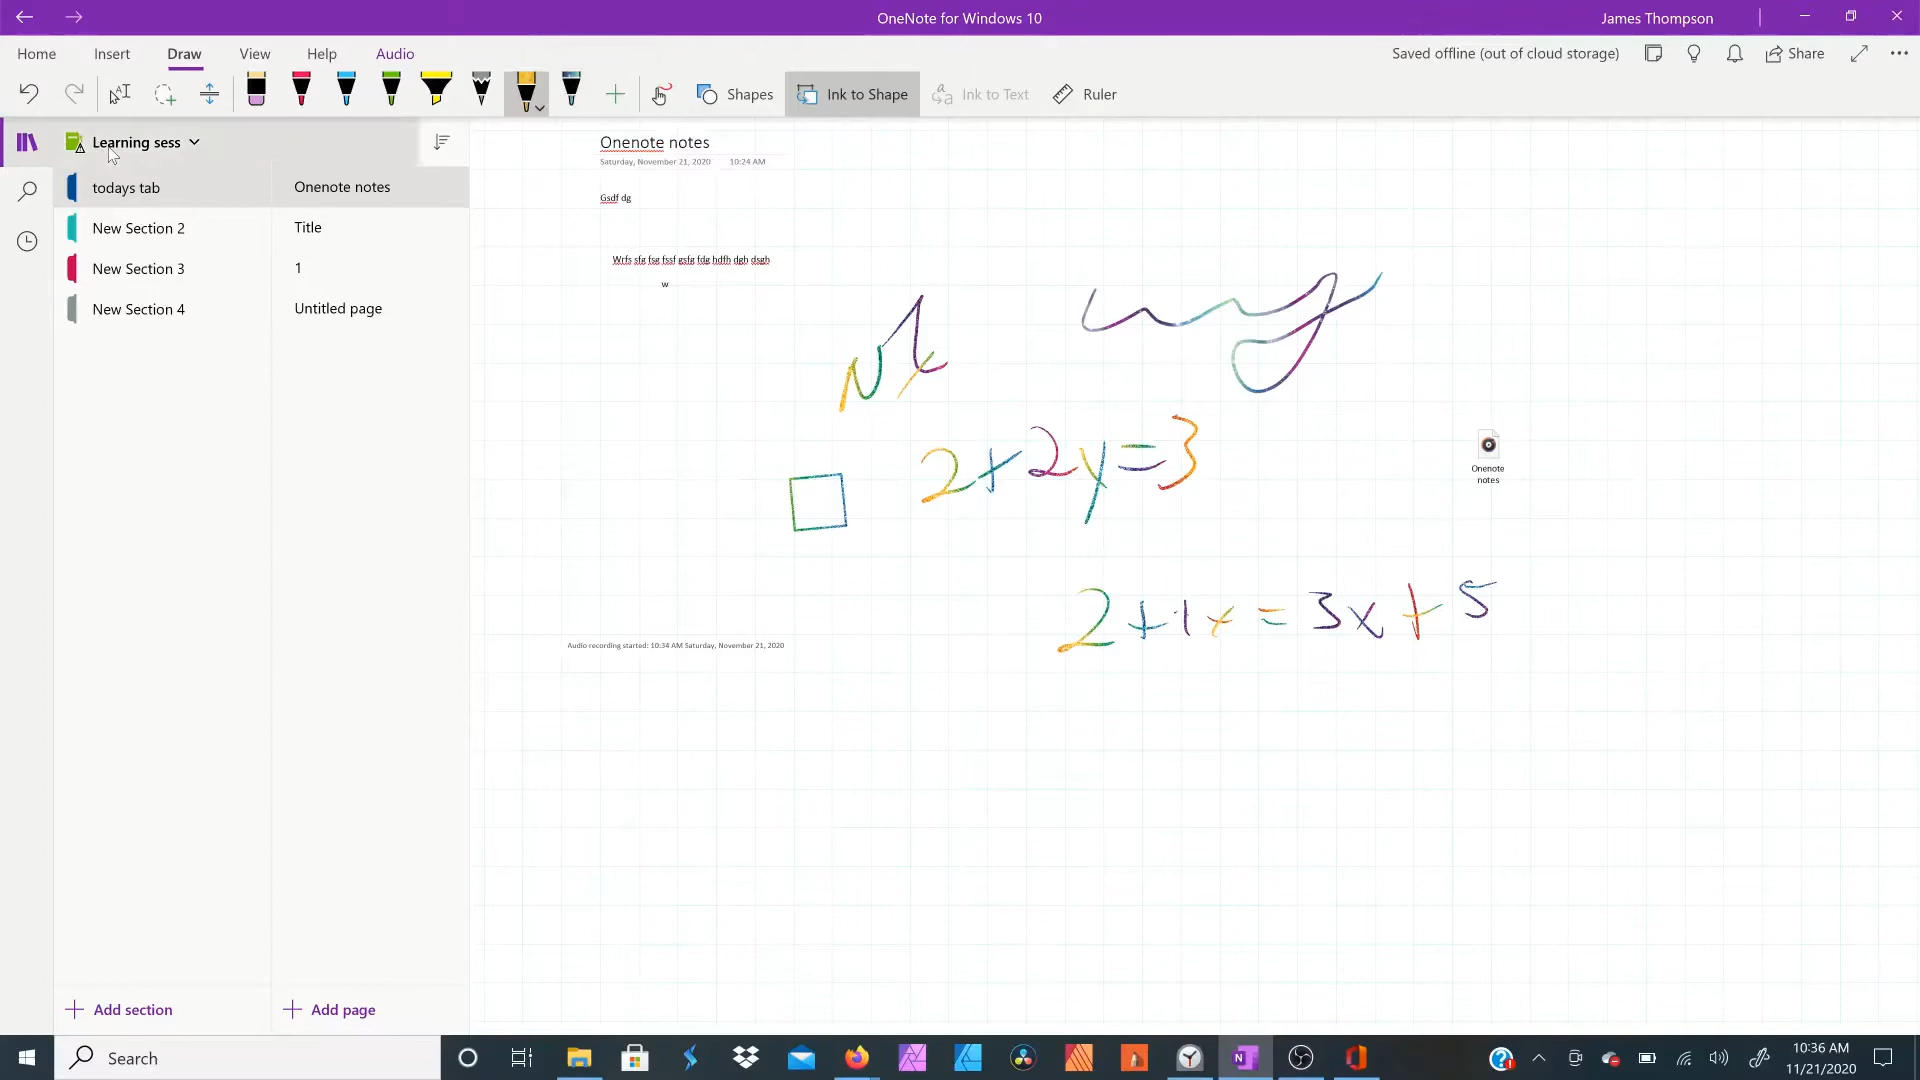 OneNote for Windows 10
James Thompson
Home Insert Draw View Help Audio
Saved offline (out of cloud storage)
Share
Shapes
Ink to Shape
Ink to Text
Ruler
Learning sess
todays tab
New Section 2
New Section 3
New Section 4
Onenote notes
Title
1
Untitled page
Onenote notes
Saturday, November 21, 2020 10:24 AM
Gsdf dg
Wrfs sfg fsg fssf gsfg fdg hdfh dgh dsgh
w
2+2y=3
Onenote
notes
2+1x=3x+5
Audio recording started: 10:34 AM Saturday, November 21, 2020
Add section
Add page
Search
10:36 AM
11/21/2020